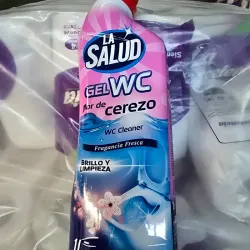 LA
SALUD
GEL WC
flor de
cerezo
WC Cleaner
Fragancia Fresca
BRILLO Y
LIMPIEZA